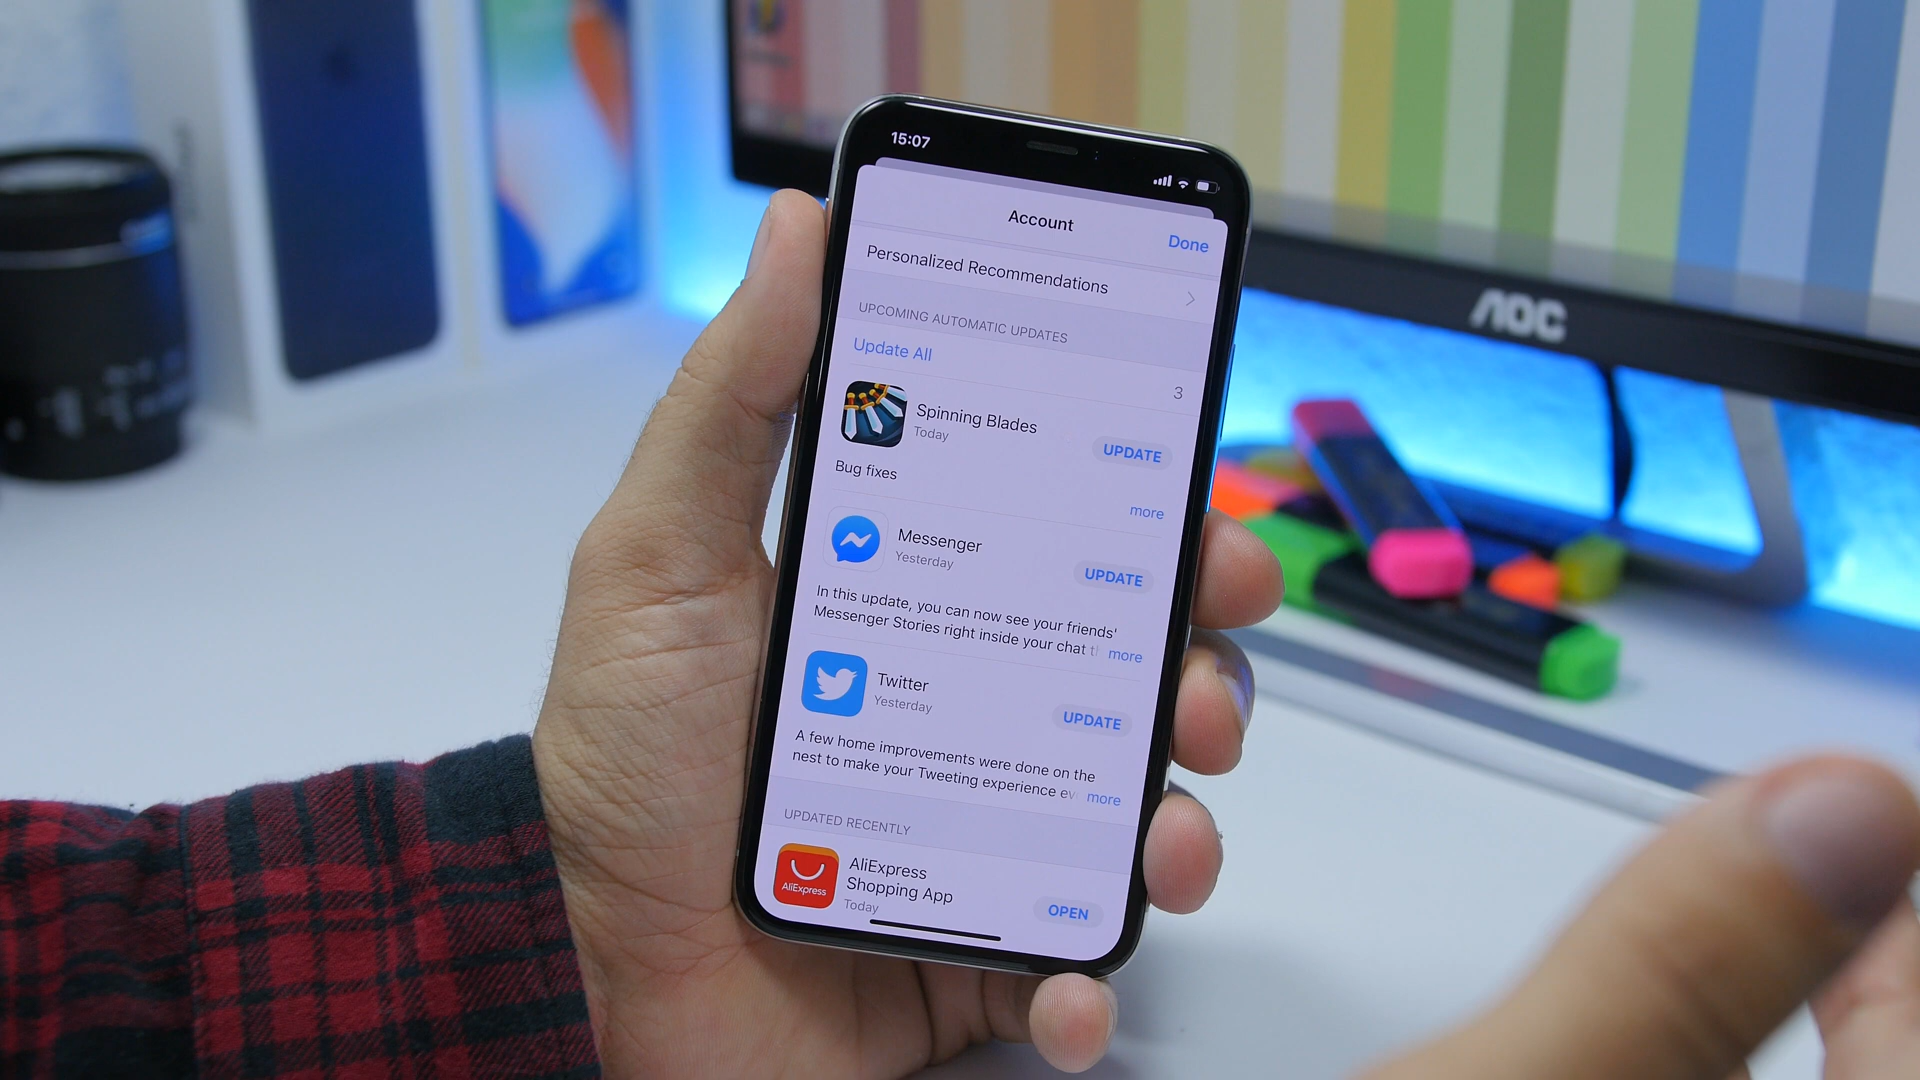 15:07
Account
Done
Personalized Recommendations
UPCOMING AUTOMATIC UPDATES
Update All
3
Spinning Blades
Today
UPDATE
Bug fixes
more
Messenger
Yesterday
UPDATE
In this update, you can now see your friends'
Messenger Stories right inside your chat
more
Twitter
Yesterday
UPDATE
A few home improvements were done on the
nest to make your Tweeting experience
more
UPDATED RECENTLY
AliExpress
AliExpress
Shopping App
Today
OPEN
AOC